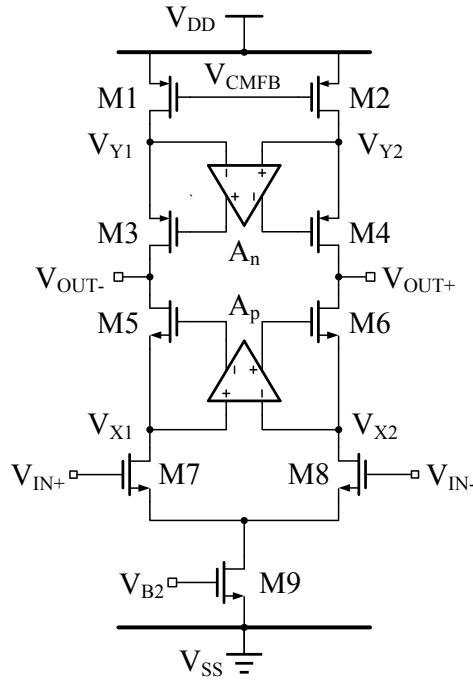 V_DD
M1 V_CMFB M2
V_Y1 - + V_Y2
+ -
M3 M4
A_n
V_OUT- V_OUT+
A_p
M5 M6
- +
+ -
V_X1 V_X2
V_IN+ M7 M8 V_IN-
V_B2 M9
V_SS